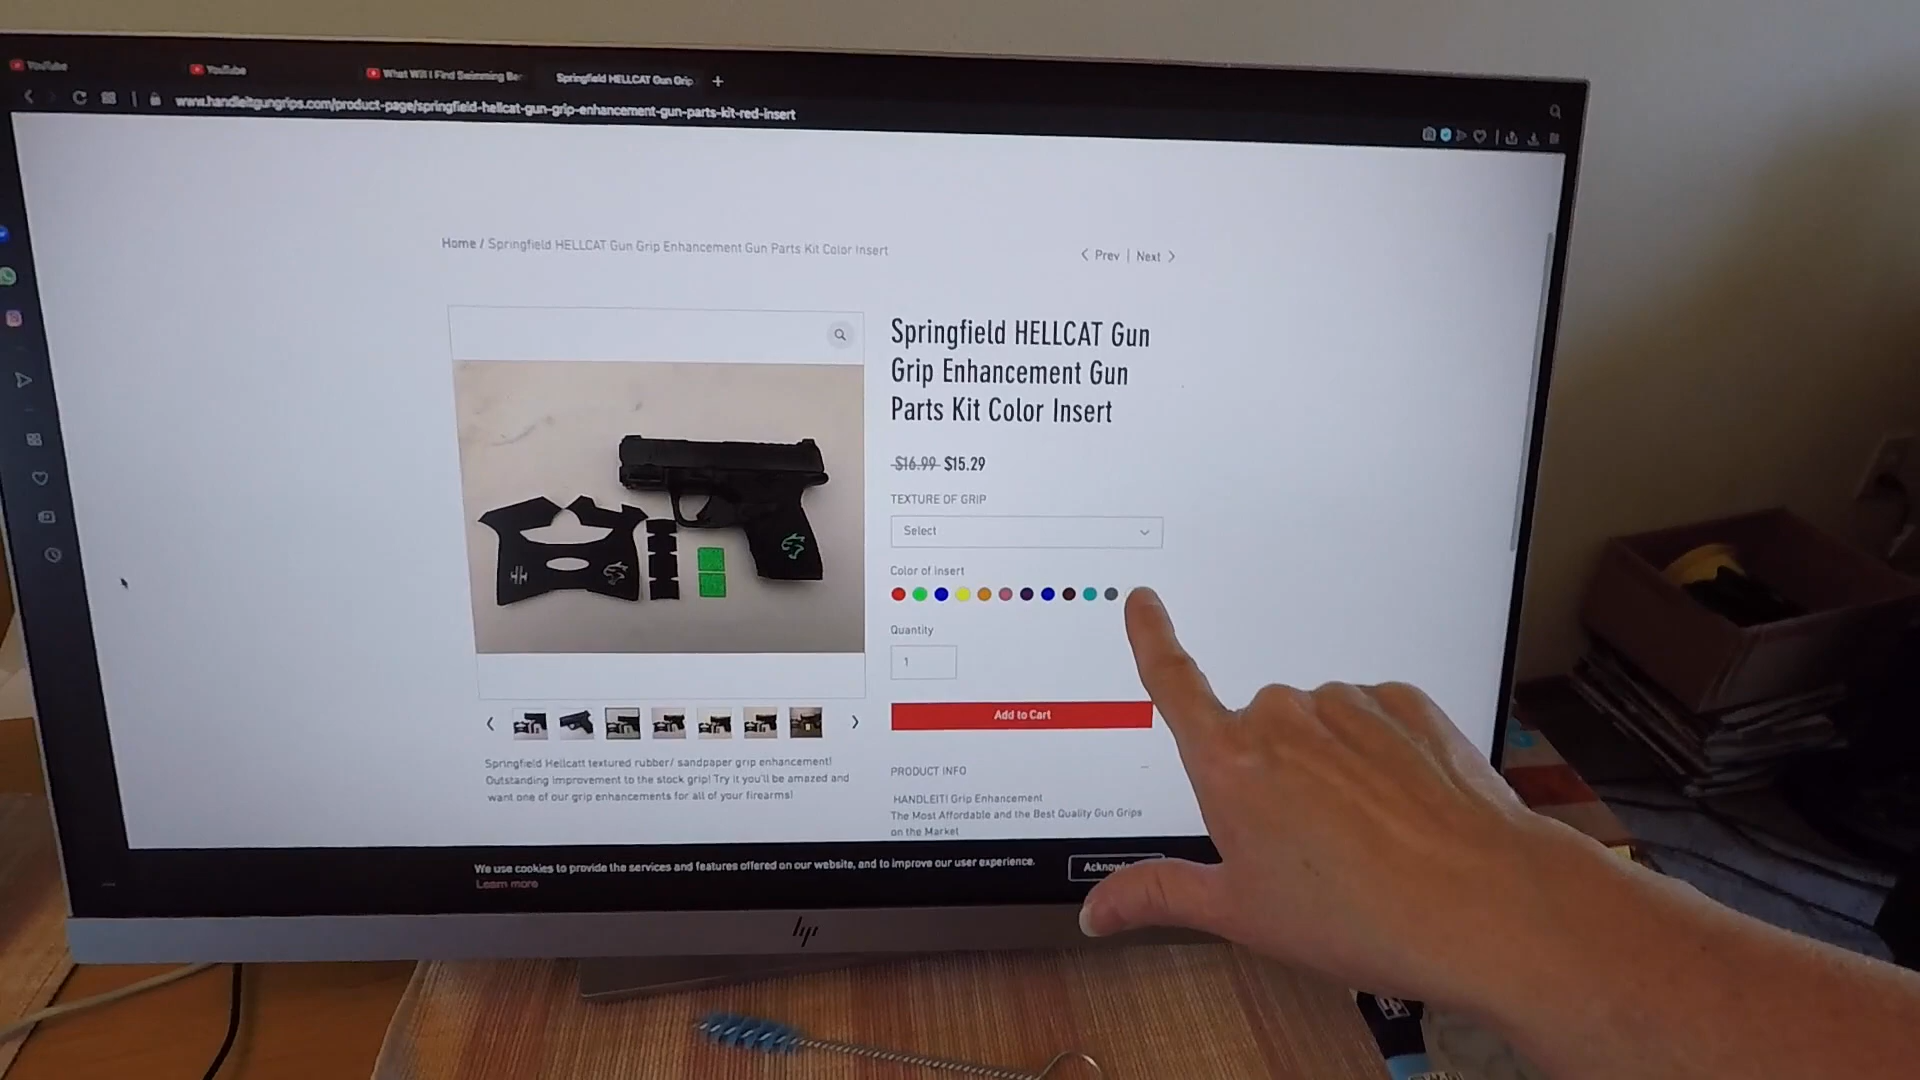 YouTube
YouTube
What Will I Find Swimming Be
Springfield HELLCAT Gun Grip
www.handleitgungrips.com/product-page/springfield-hellcat-gun-grip-enhancement-gun-parts-kit-red-insert
Home / Springfield HELLCAT Gun Grip Enhancement Gun Parts Kit Color Insert
Prev | Next
Springfield HELLCAT Gun
Grip Enhancement Gun
Parts Kit Color Insert
$16.99 $15.29
TEXTURE OF GRIP
Select
Color of insert
Quantity
1
Add to Cart
Springfield Hellcatt textured rubber/ sandpaper grip enhancement!
Outstanding improvement to the stock grip! Try it you'll be amazed and
want one of our grip enhancements for all of your firearms!
PRODUCT INFO
HANDLEIT! Grip Enhancement
The Most Affordable and the Best Quality Gun Grips
on the Market
We use cookies to provide the services and features offered on our website, and to improve our user experience.
Learn more
Acknow
hp